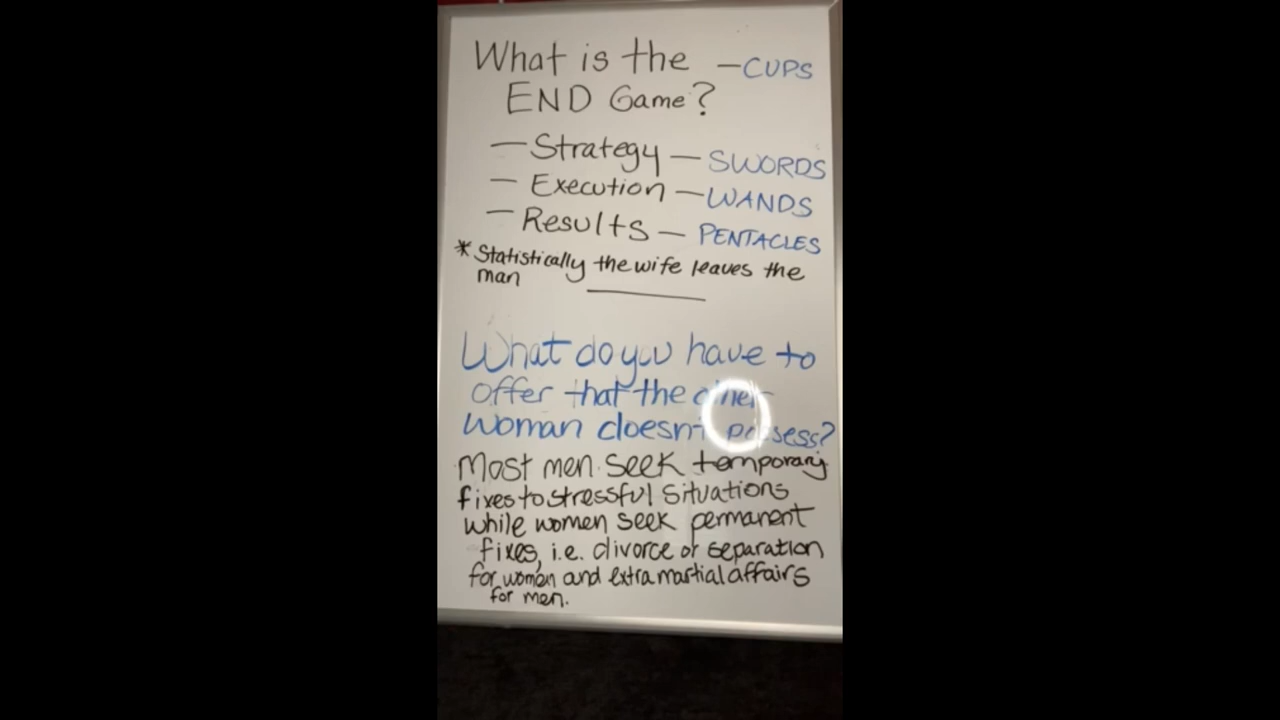 What is the - CUPS
END Game?
- Strategy - SWORDS
- Execution - WANDS
- Results - PENTACLES
* Statistically the wife leaves the
man
What do you have to
offer that the other
woman doesn't possess?
Most men seek temporary
fixes to stressful situations
while women seek permanent
fixes, i.e. divorce or separation
for women and extra martial affairs
for men.